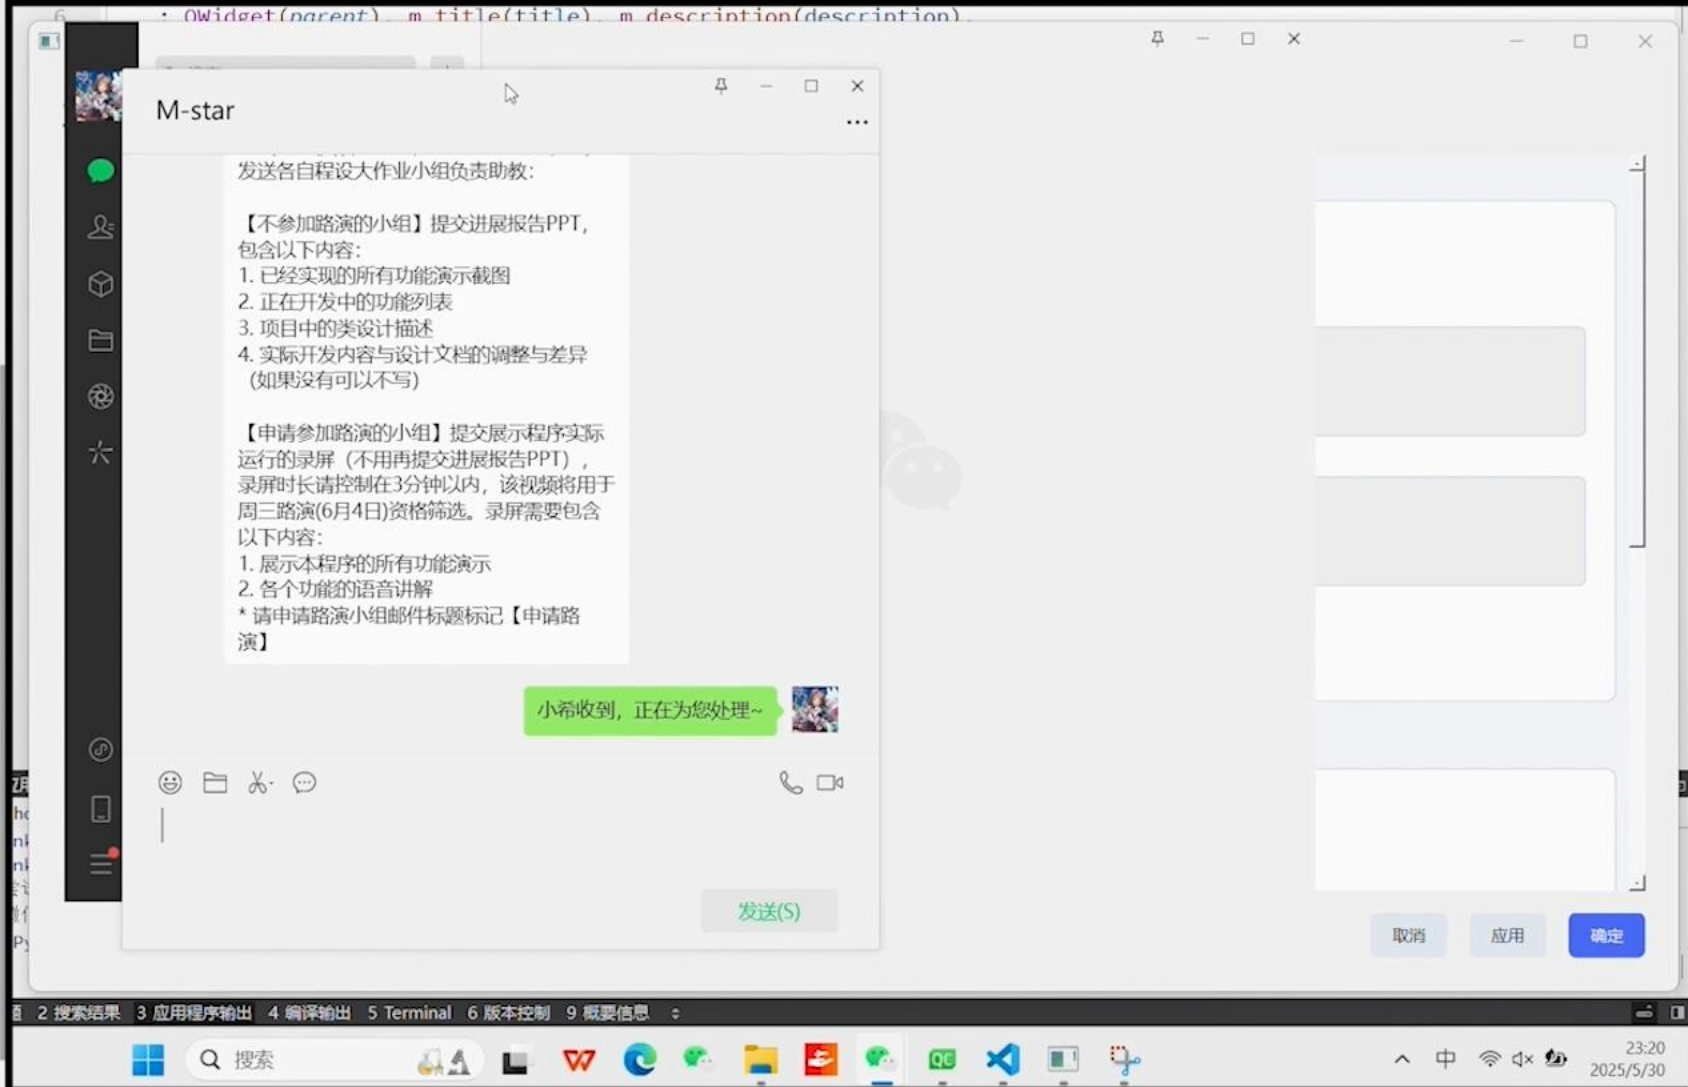 : QWidget(parent), m_title(title), m_description(description),
M-star
发送各自程设大作业小组负责助教：
【不参加路演的小组】提交进展报告PPT，
包含以下内容：
1. 已经实现的所有功能演示截图
2. 正在开发中的功能列表
3. 项目中的类设计描述
4. 实际开发内容与设计文档的调整与差异
（如果没有可以不写）
【申请参加路演的小组】提交展示程序实际
运行的录屏（不用再提交进展报告PPT），
录屏时长请控制在3分钟以内，该视频将用于
周三路演(6月4日)资格筛选。录屏需要包含
以下内容：
1. 展示本程序的所有功能演示
2. 各个功能的语音讲解
* 请申请路演小组邮件标题标记【申请路
演】
小希收到，正在为您处理~
发送(S)
取消 应用 确定
2 搜索结果 3 应用程序输出 4 编译输出 5 Terminal 6 版本控制 9 概要信息
搜索
中
23:20
2025/5/30